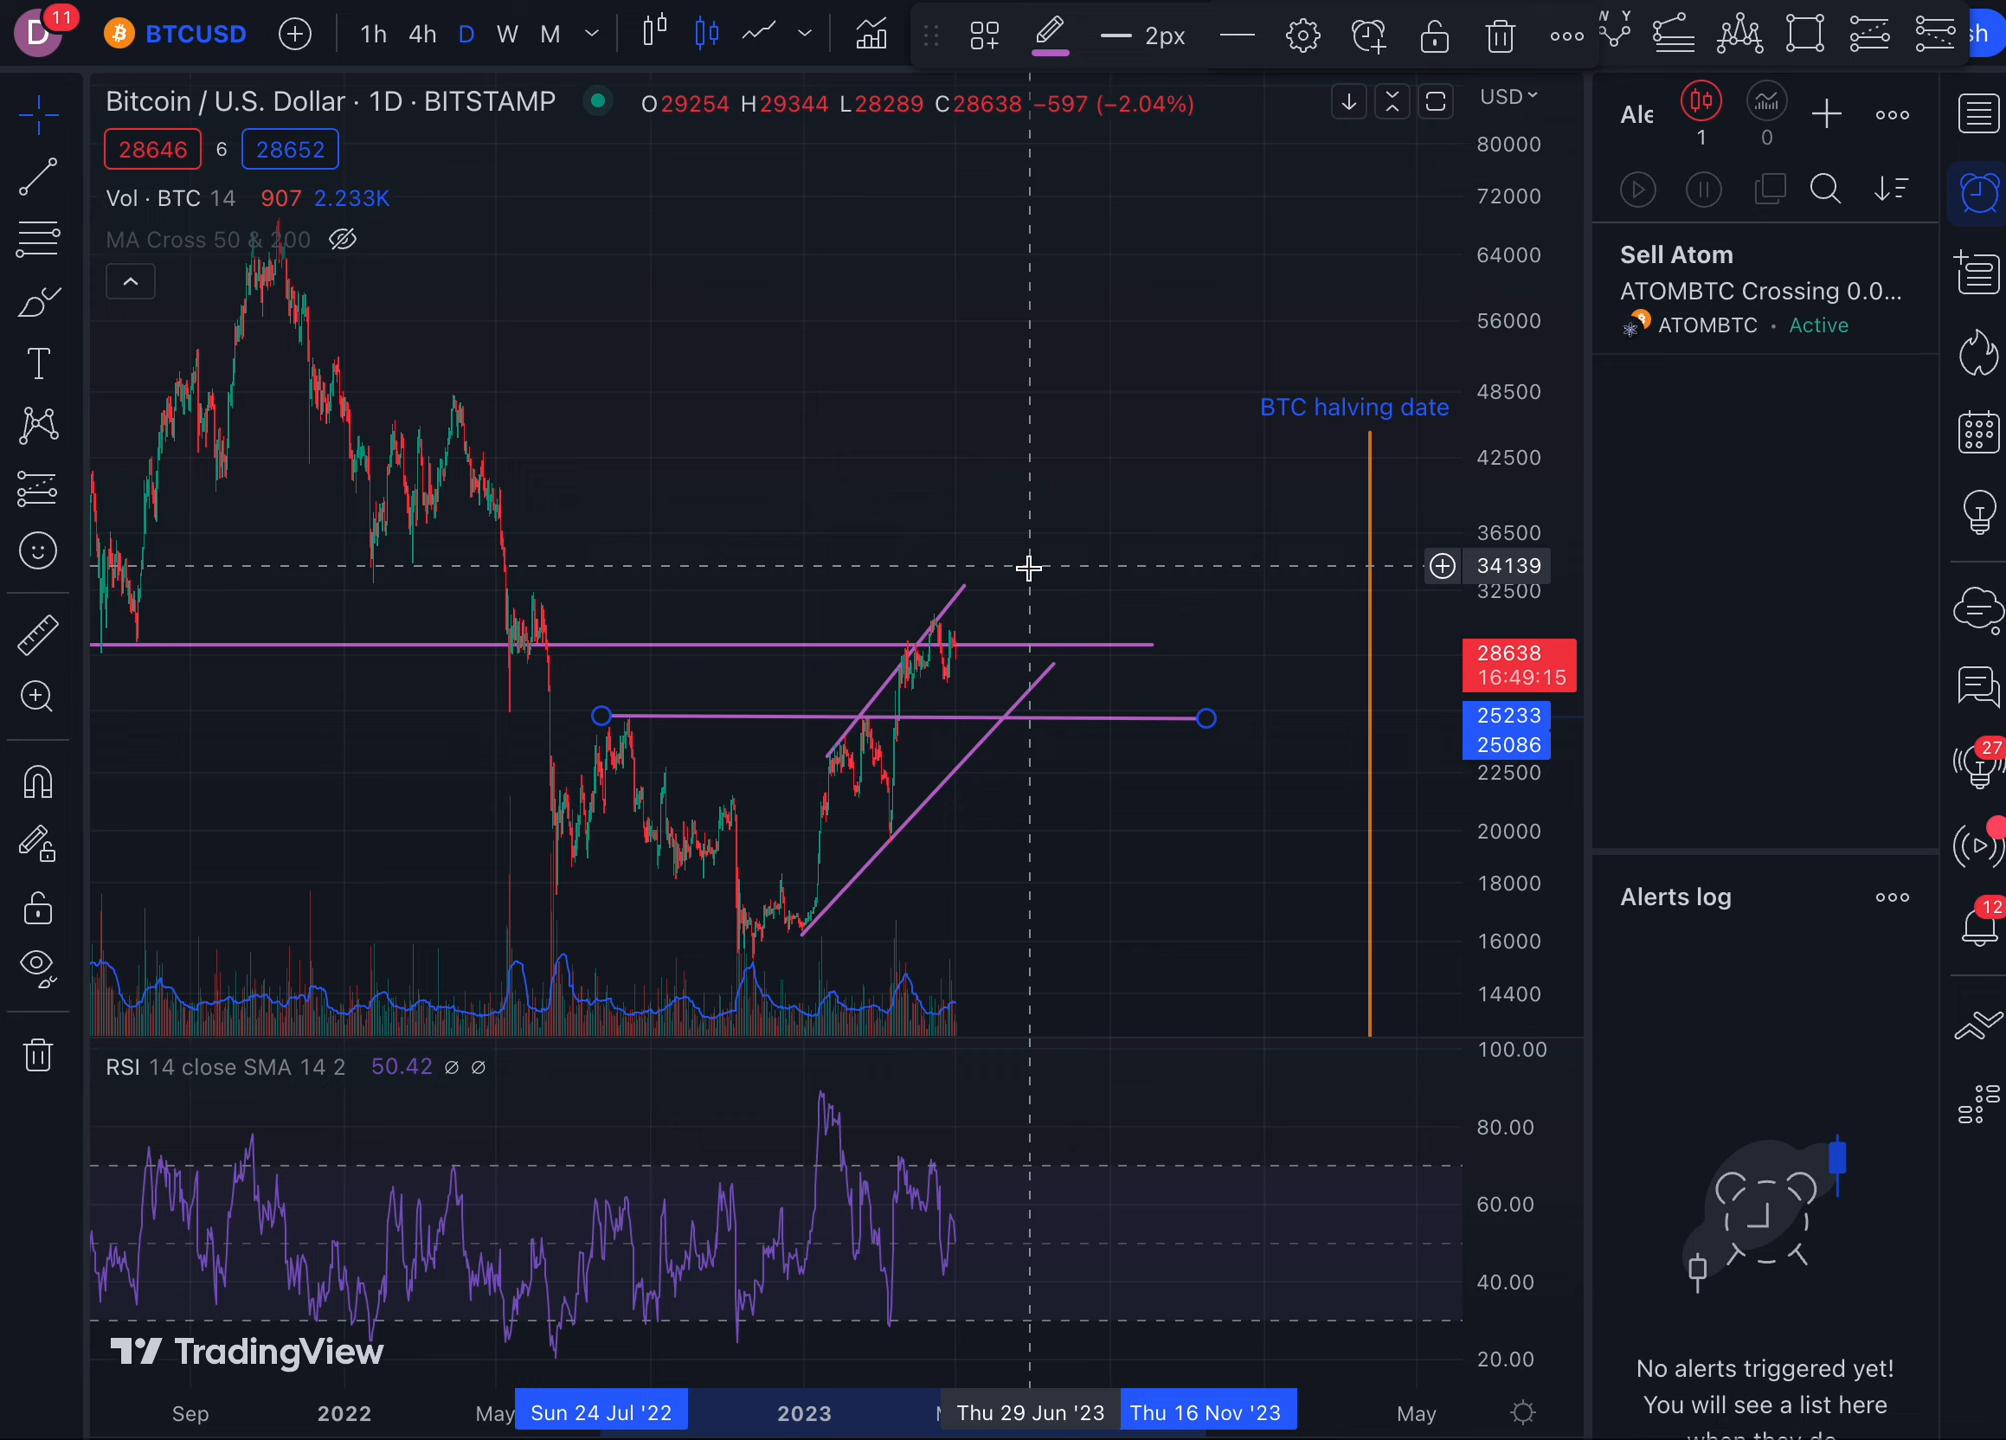 D
11
BTCUSD
1h 4h D W M
2px
W Y
sh
Bitcoin / U.S. Dollar · 1D · BITSTAMP
O29254 H29344 L28289 C28638 −597 (−2.04%)
28646 6 28652
Vol · BTC 14 907 2.233K
MA Cross 50 & 200
USD
80000
72000
64000
56000
48500
BTC halving date
42500
36500
34139
32500
28638
16:49:15
25233
25086
22500
20000
18000
16000
14400
RSI 14 close SMA 14 2 50.42 ∅ ∅
100.00
80.00
60.00
40.00
20.00
TradingView
Sep 2022 May Sun 24 Jul '22 2023 Thu 29 Jun '23 Thu 16 Nov '23 May
1
0
Sell Atom
ATOMBTC Crossing 0.0...
ATOMBTC · Active
27
12
Alerts log
No alerts triggered yet!
You will see a list here
when they do.